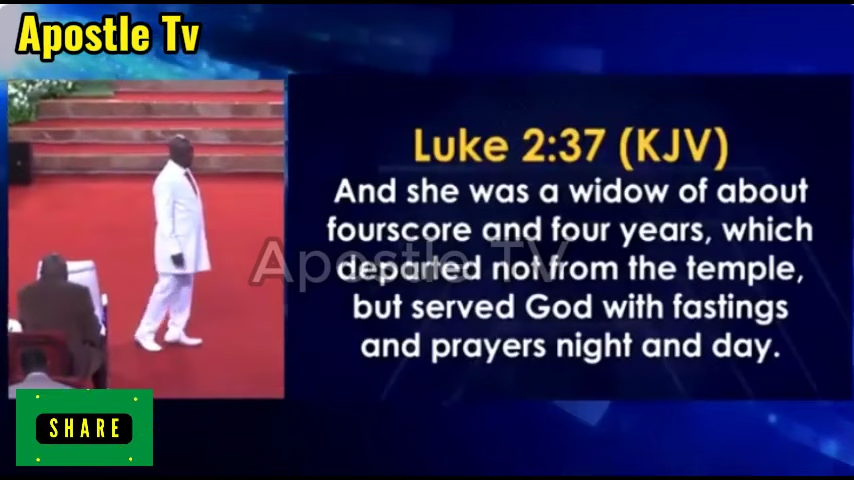 Apostle Tv
Luke 2:37 (KJV)
And she was a widow of about
fourscore and four years, which
departed not from the temple,
but served God with fastings
and prayers night and day.
Apostle TV
SHARE